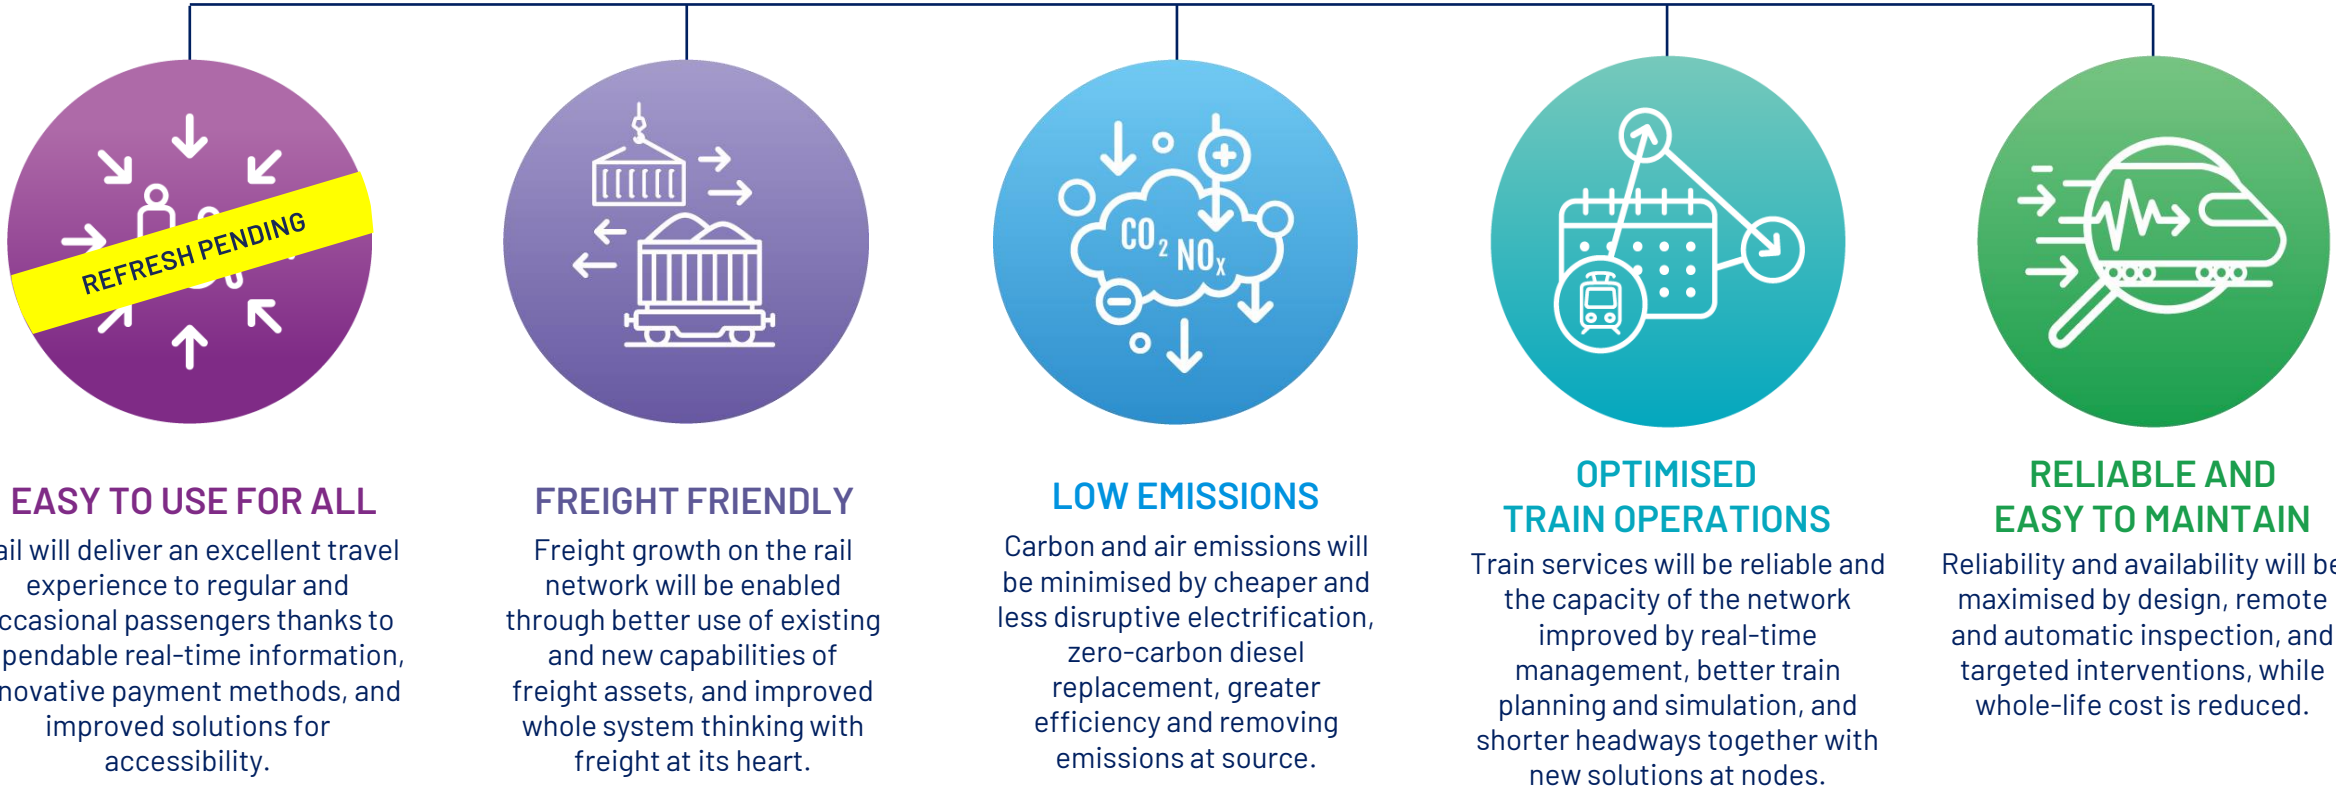 REFRESH PENDING
CO2 NOX
EASY TO USE FOR ALL
ail will deliver an excellent travel
experience to regular and
ccasional passengers thanks to
pendable real-time information,
novative payment methods, and
improved solutions for
accessibility.
FREIGHT FRIENDLY
Freight growth on the rail
network will be enabled
through better use of existing
and new capabilities of
freight assets, and improved
whole system thinking with
freight at its heart.
LOW EMISSIONS
Carbon and air emissions will
be minimised by cheaper and
less disruptive electrification,
zero-carbon diesel
replacement, greater
efficiency and removing
emissions at source.
OPTIMISED
TRAIN OPERATIONS
Train services will be reliable and
the capacity of the network
improved by real-time
management, better train
planning and simulation, and
shorter headways together with
new solutions at nodes.
RELIABLE AND
EASY TO MAINTAIN
Reliability and availability will be
maximised by design, remote
and automatic inspection, and
targeted interventions, while
whole-life cost is reduced.